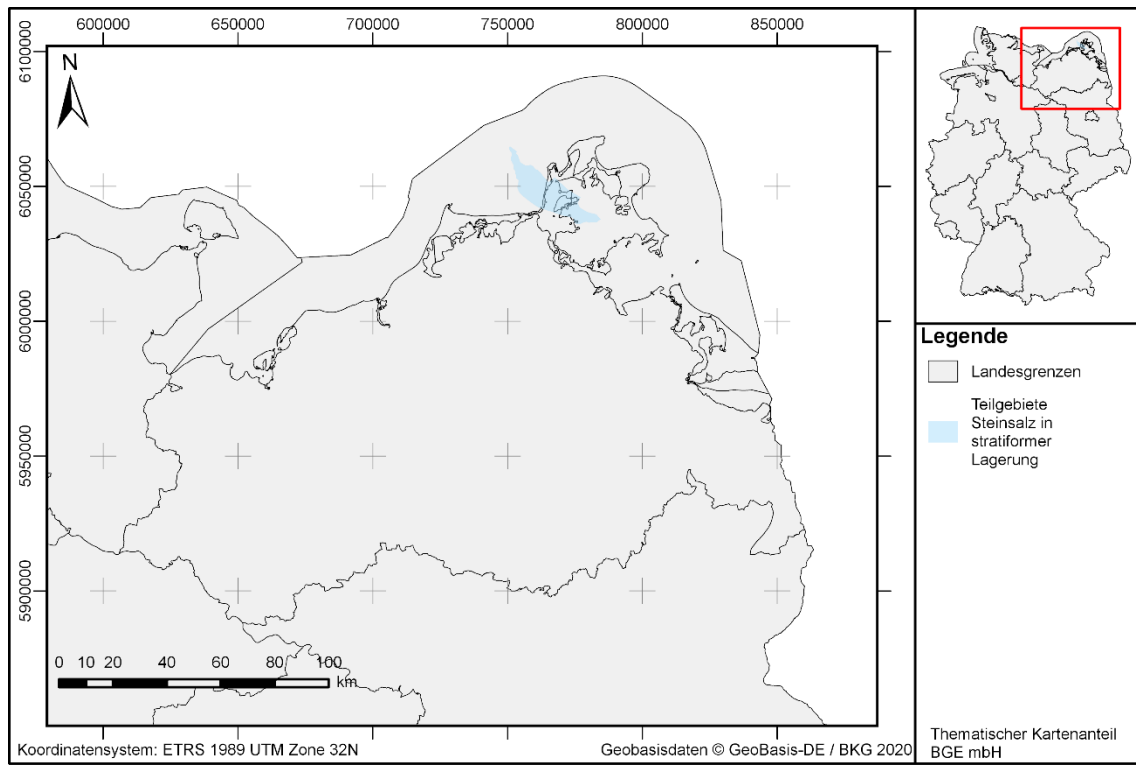 600000 650000 700000 750000 800000 850000
6100000
6050000
6000000
5950000
5900000
N
0 10 20 40 60 80 100
km
Koordinatensystem: ETRS 1989 UTM Zone 32N
Geobasisdaten © GeoBasis-DE / BKG 2020
Legende
Landesgrenzen
Teilgebiete
Steinsalz in
stratiformer
Lagerung
Thematischer Kartenanteil
BGE mbH